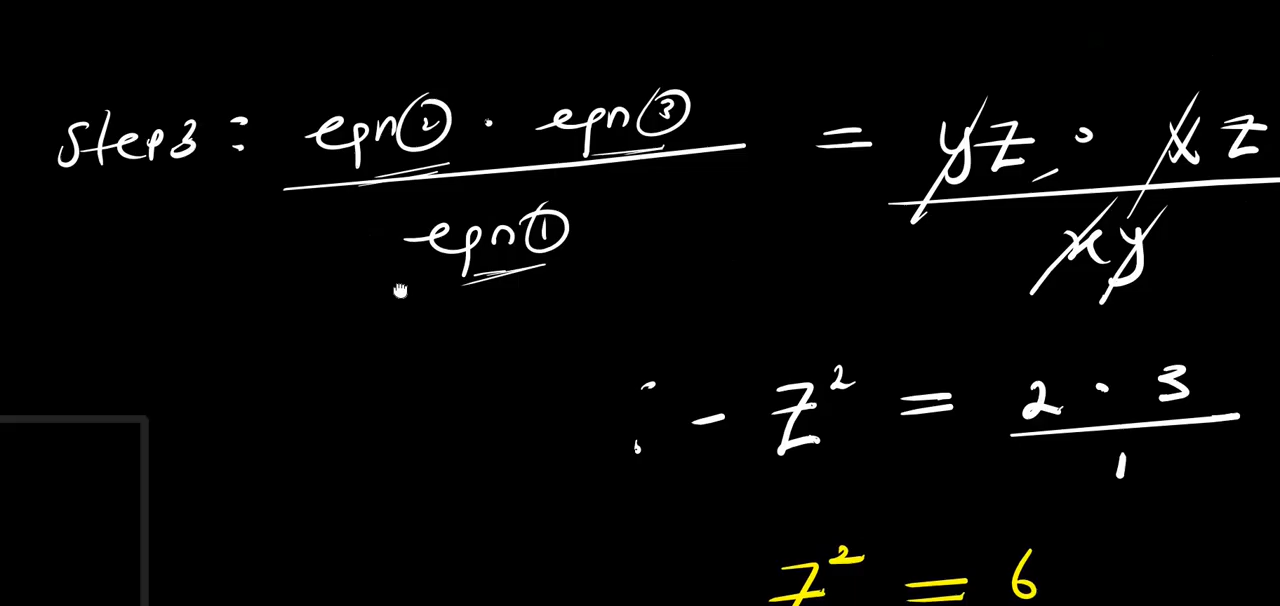 Step3: eqn② · eqn③ / eqn① = yz · xz / xy
∴ - z² = 2 · 3 / 1
z² = 6